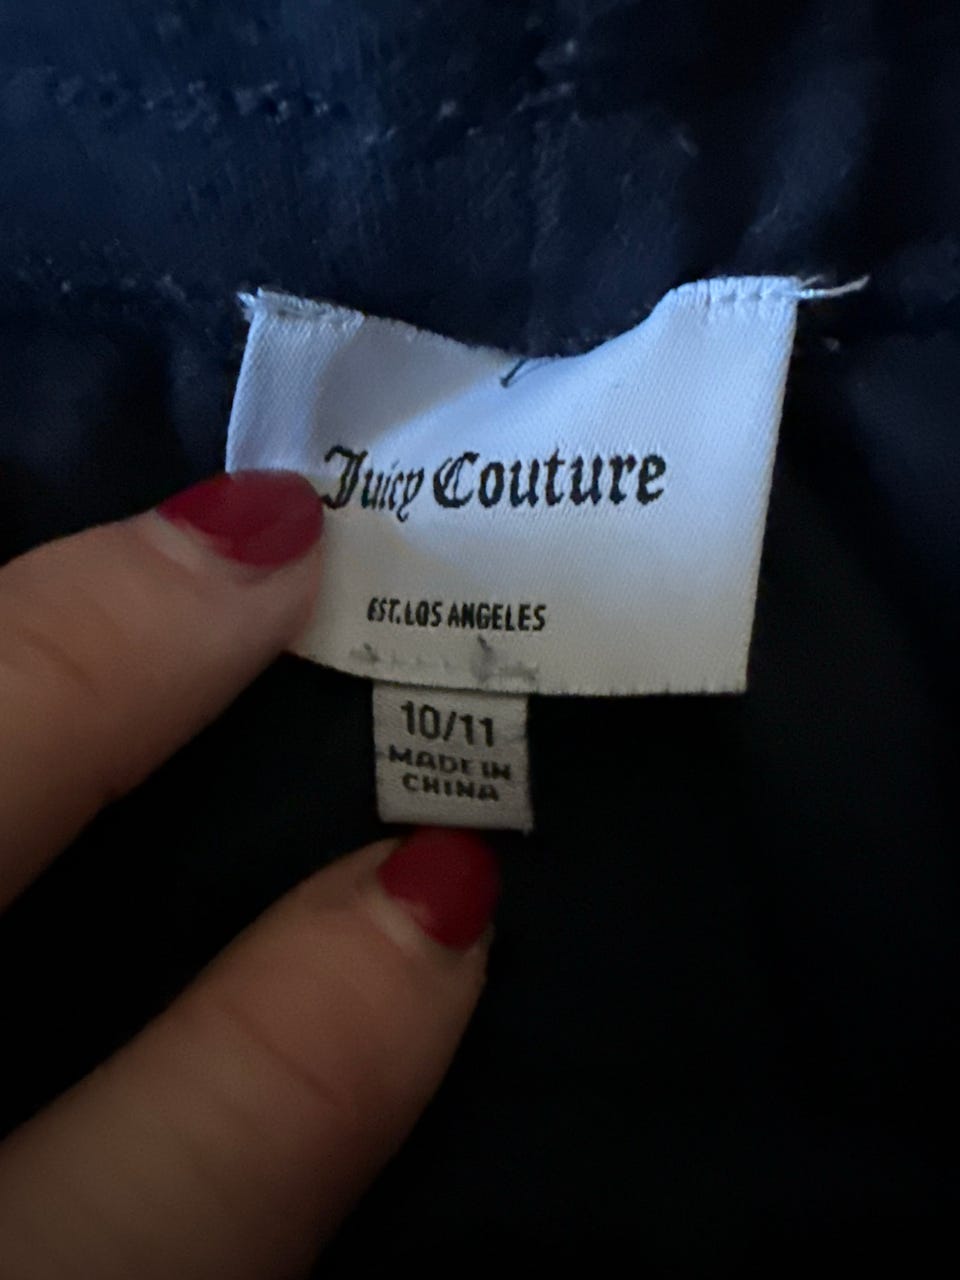 Juicy Couture
EST. LOS ANGELES
10/11
MADE IN
CHINA